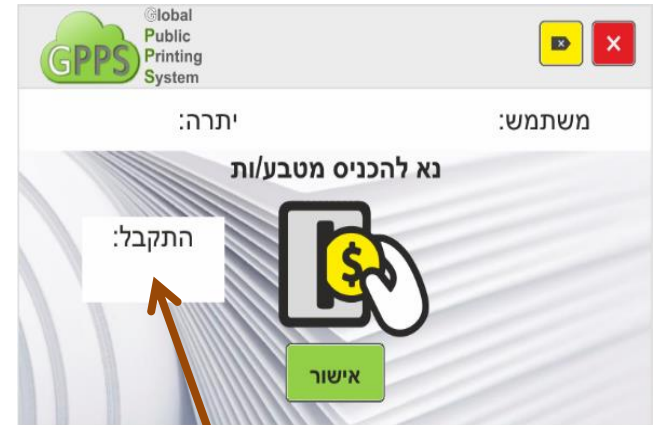 GPPS
Global
Public
Printing
System
משתמש:
יתרה:
נא להכניס מטבע/ות
התקבל:
$
אישור